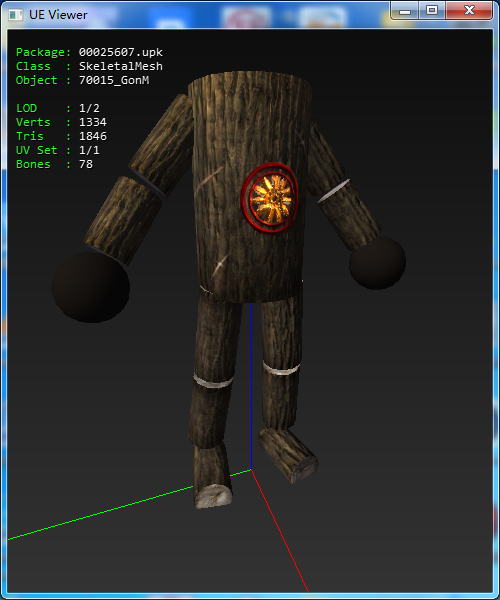 UE Viewer
Package: 00025607.upk
Class : SkeletalMesh
Object : 70015_GonM
LOD : 1/2
Verts : 1334
Tris : 1846
UV Set : 1/1
Bones : 78